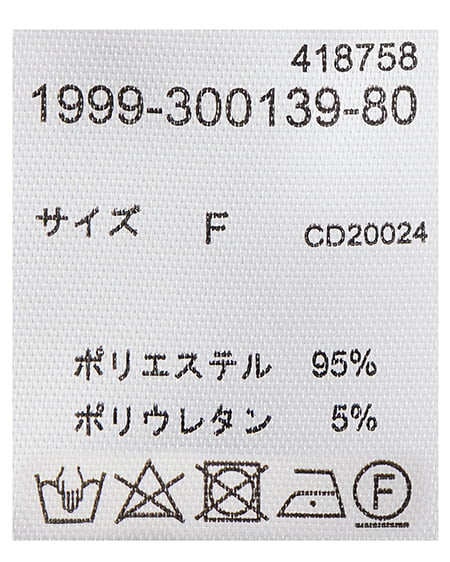 418758
1999-300139-80
サイズ F CD20024
ポリエステル 95%
ポリウレタン 5%
F